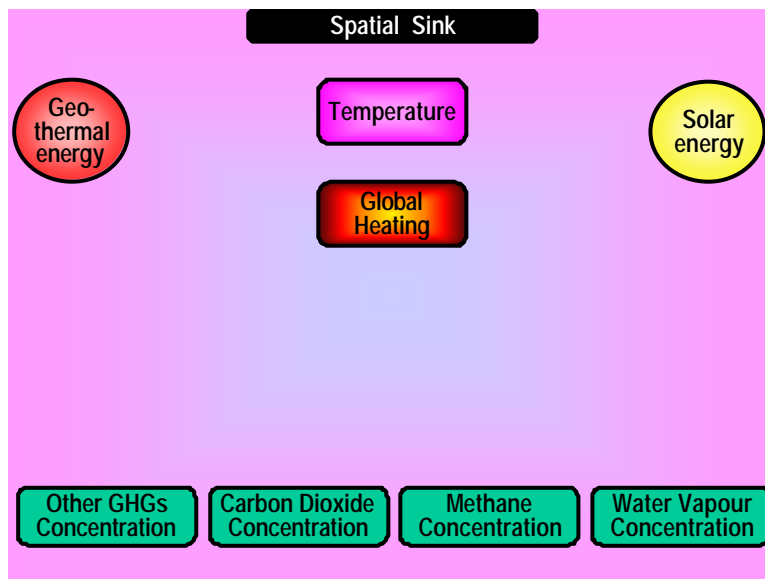 Spatial Sink
Geo-
thermal
energy
Temperature
Solar
energy
Global
Heating
Other GHGs
Concentration
Carbon Dioxide
Concentration
Methane
Concentration
Water Vapour
Concentration